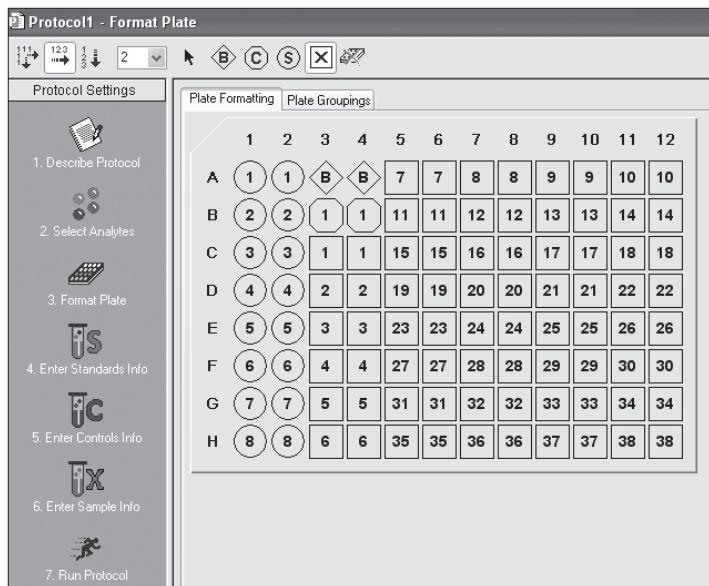 Protocol1 - Format Plate
111 123 1 2 3 2 B C S X
Protocol Settings
Plate Formatting Plate Groupings
1. Describe Protocol
2. Select Analytes
3. Format Plate
S
4. Enter Standards Info
C
5. Enter Controls Info
X
6. Enter Sample Info
7. Run Protocol
1 2 3 4 5 6 7 8 9 10 11 12
A 1 1 B B 7 7 8 8 9 9 10 10
B 2 2 1 1 11 11 12 12 13 13 14 14
C 3 3 1 1 15 15 16 16 17 17 18 18
D 4 4 2 2 19 19 20 20 21 21 22 22
E 5 5 3 3 23 23 24 24 25 25 26 26
F 6 6 4 4 27 27 28 28 29 29 30 30
G 7 7 5 5 31 31 32 32 33 33 34 34
H 8 8 6 6 35 35 36 36 37 37 38 38